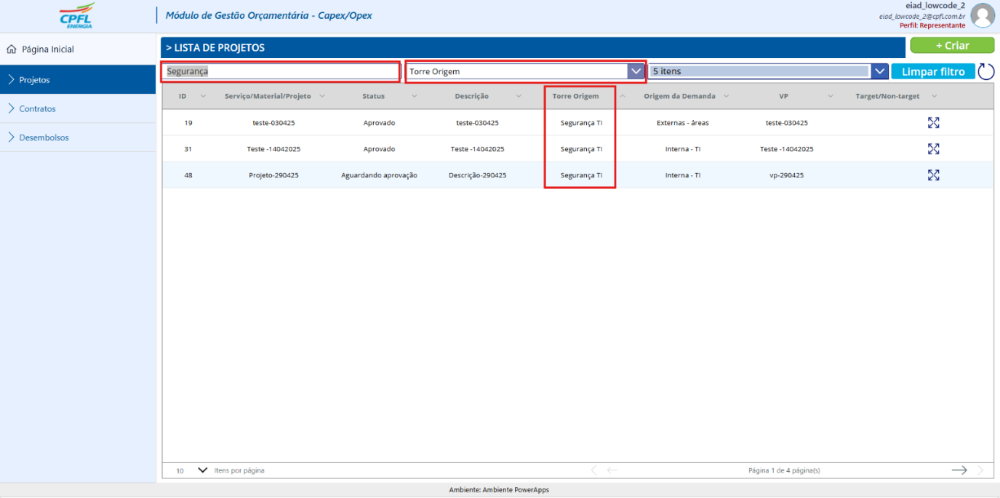 CPFL
ENERGIA
Módulo de Gestão Orçamentária - Capex/Opex
eiad_lowcode_2
eiad_lowcode_2@cpfl.com.br
Perfil: Representante
Página Inicial
> LISTA DE PROJETOS
+ Criar
Projetos
Segurança Torre Origem 5 itens Limpar filtro
ID Serviço/Material/Projeto Status Descrição Torre Origem Origem da Demanda VP Target/Non-target
Contratos
19 teste-030425 Aprovado teste-030425 Segurança TI Externas - áreas teste-030425
Desembolsos
31 Teste -14042025 Aprovado Teste -14042025 Segurança TI Interna - TI Teste -14042025
48 Projeto-290425 Aguardando aprovação Descrição-290425 Segurança TI Interna - TI vp-290425
10 Itens por página Página 1 de 4 página(s)
Ambiente: Ambiente PowerApps